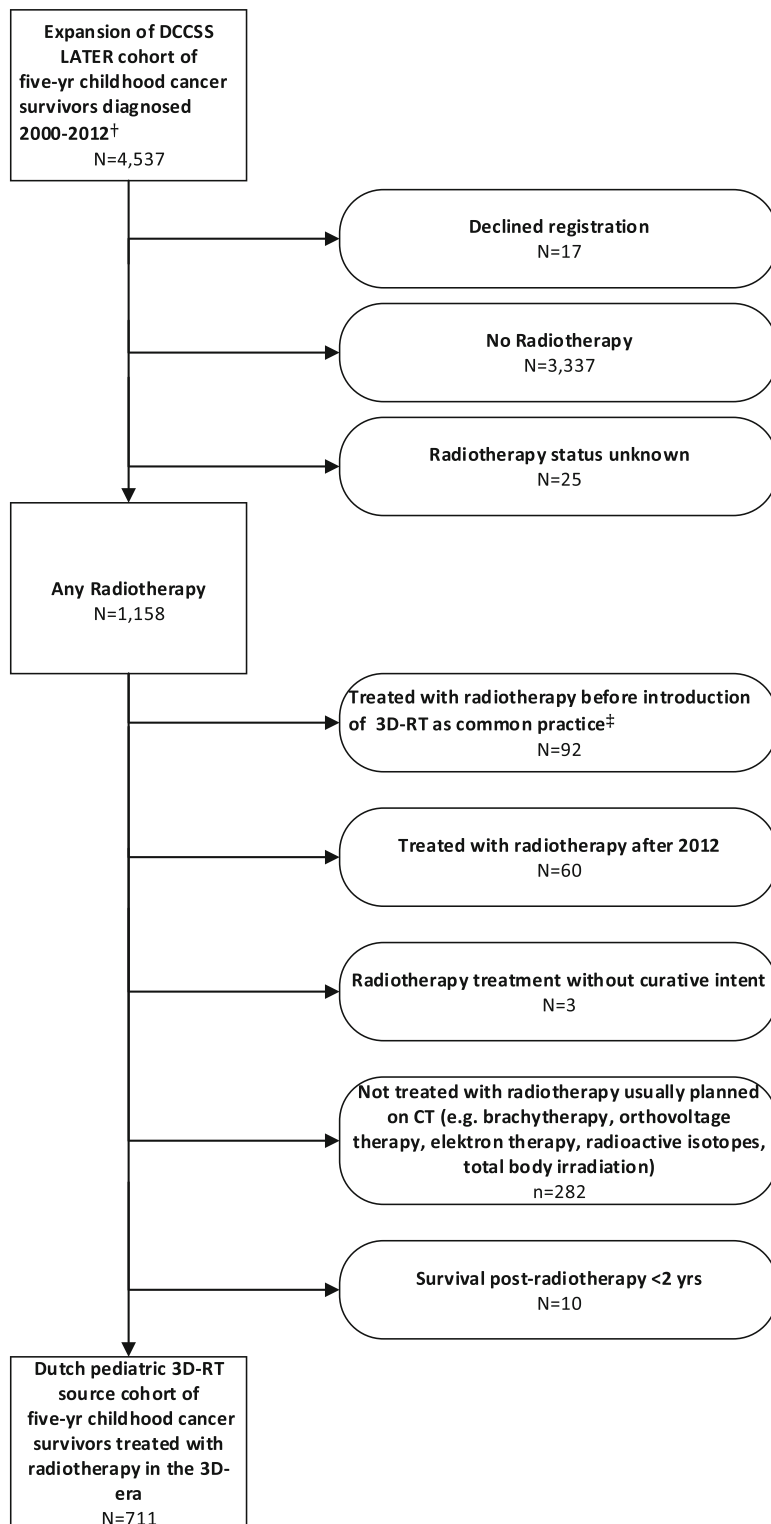 Expansion of DCCSS
LATER cohort of
five-yr childhood cancer
survivors diagnosed
2000-2012†
N=4,537
Declined registration
N=17
No Radiotherapy
N=3,337
Radiotherapy status unknown
N=25
Any Radiotherapy
N=1,158
Treated with radiotherapy before introduction
of 3D-RT as common practice‡
N=92
Treated with radiotherapy after 2012
N=60
Radiotherapy treatment without curative intent
N=3
Not treated with radiotherapy usually planned
on CT (e.g. brachytherapy, orthovoltage
therapy, elektron therapy, radioactive isotopes,
total body irradiation)
n=282
Survival post-radiotherapy <2 yrs
N=10
Dutch pediatric 3D-RT
source cohort of
five-yr childhood cancer
survivors treated with
radiotherapy in the 3D-
era
N=711